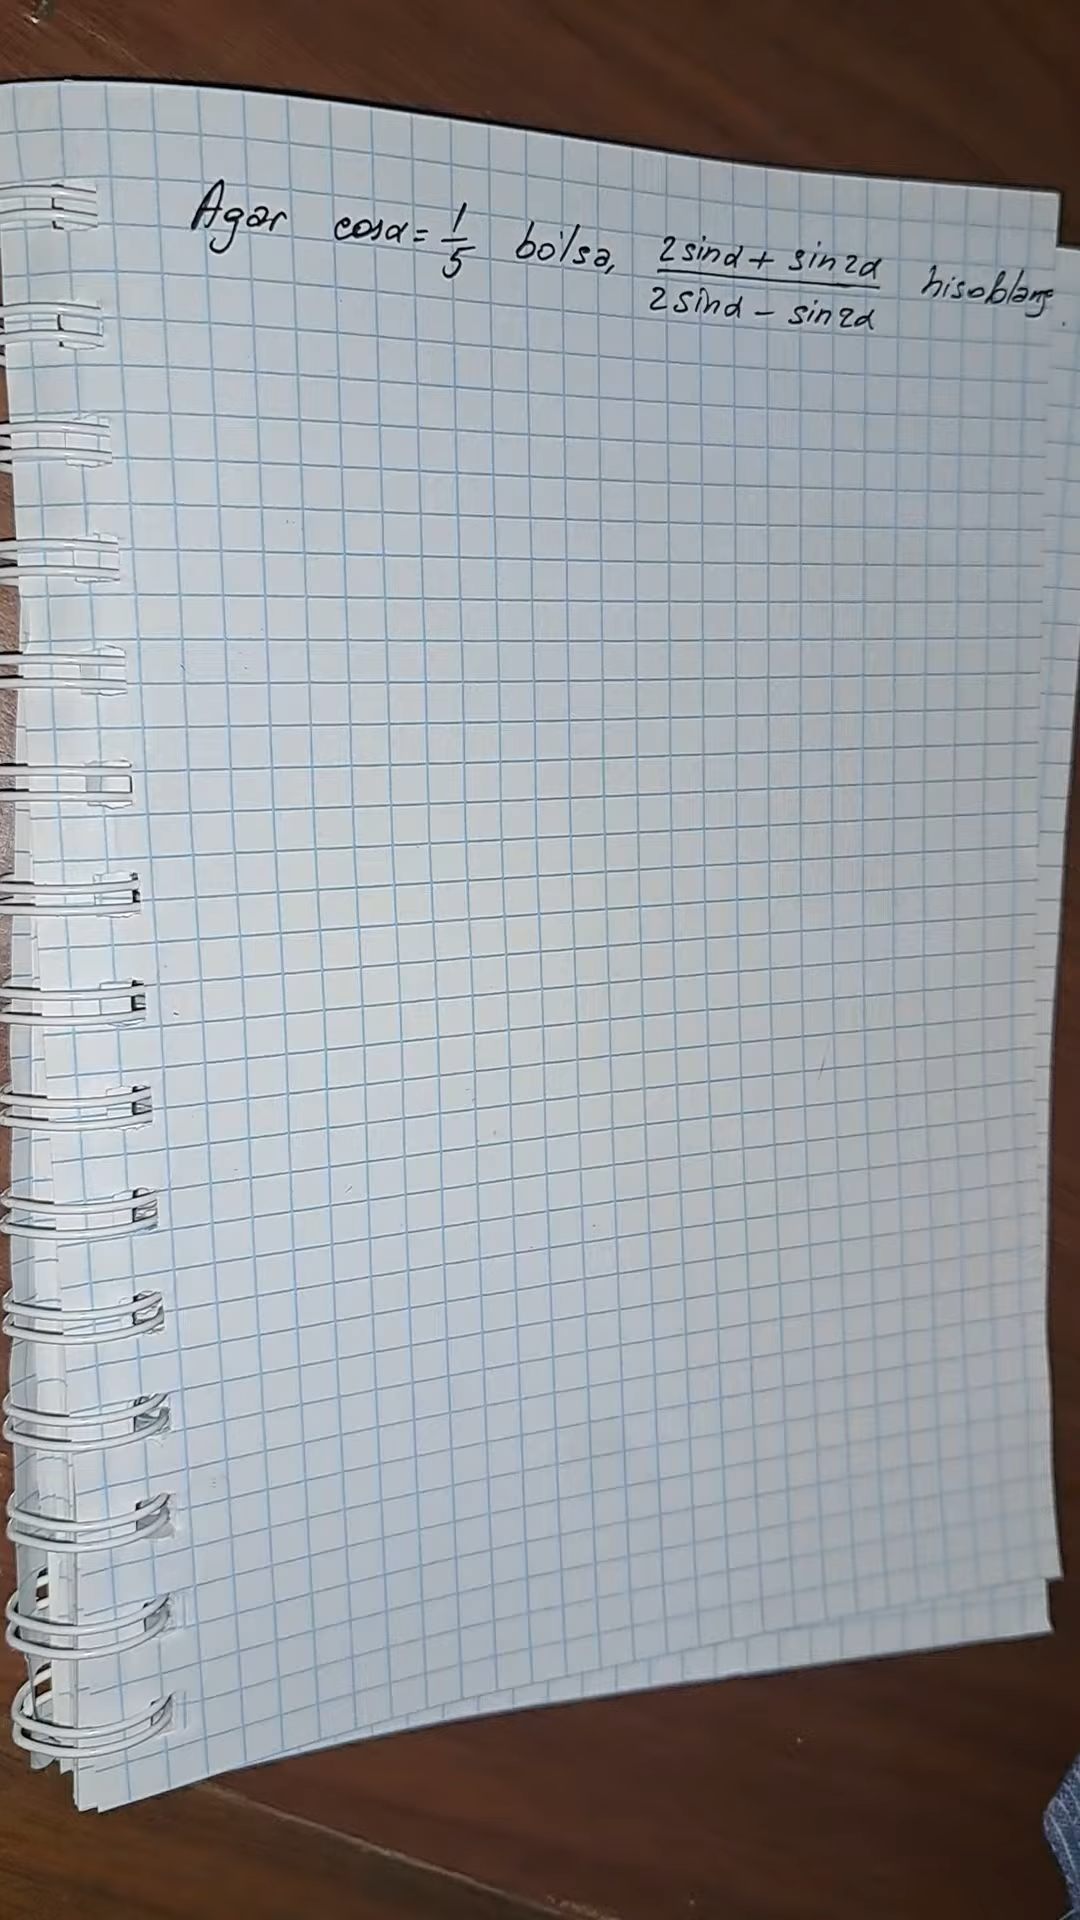 Agar cosα = 1/5 bo'lsa, (2sinα + sin2α)/(2sinα - sin2α) hisoblang.